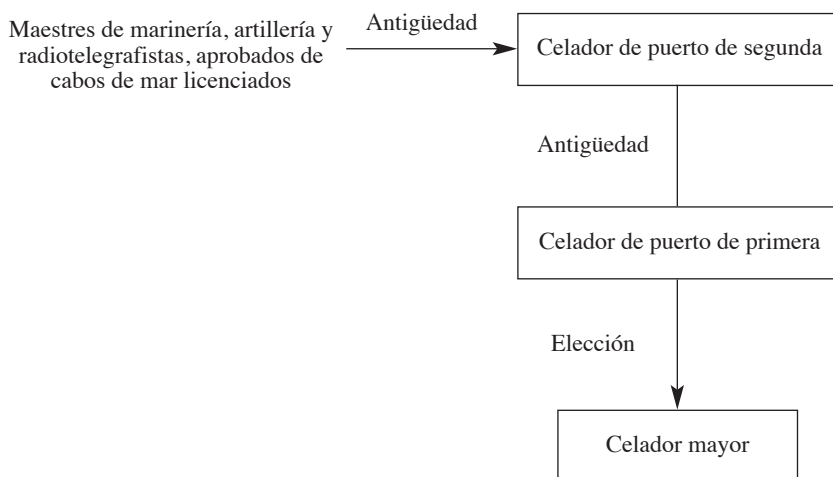 Maestres de marinería, artillería y
radiotelegrafistas, aprobados de
cabos de mar licenciados
Antigüedad
Celador de puerto de segunda
Antigüedad
Celador de puerto de primera
Elección
Celador mayor